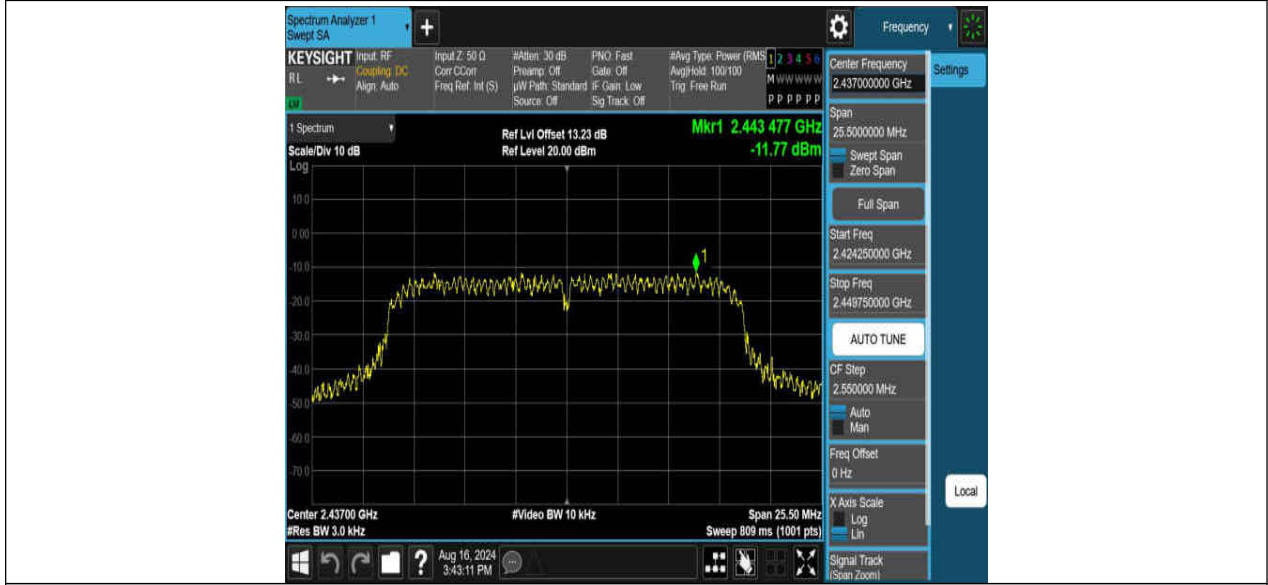 Spectrum Analyzer 1
Swept SA
+
Frequency
KEYSIGHT
RL
LXI
Input: RF
Coupling: DC
Align: Auto
Input Z: 50 Ω
Corr CCorr
Freq Ref: Int (S)
#Atten: 30 dB
Preamp: Off
µW Path: Standard
Source: Off
PNO: Fast
Gate: Off
IF Gain: Low
Sig Track: Off
#Avg Type: Power (RMS
Avg|Hold: 100/100
Trig: Free Run
1 2 3 4 5 6
M W W W W W
P P P P P P
1 Spectrum
Scale/Div 10 dB
Log
Ref Lvl Offset 13.23 dB
Ref Level 20.00 dBm
Mkr1 2.443 477 GHz
-11.77 dBm
10.0
0.00
-10.0
-20.0
-30.0
-40.0
-50.0
-60.0
-70.0
1
Center 2.43700 GHz
#Res BW 3.0 kHz
#Video BW 10 kHz
Span 25.50 MHz
Sweep 809 ms (1001 pts)
Center Frequency
2.437000000 GHz
Settings
Span
25.5000000 MHz
Swept Span
Zero Span
Full Span
Start Freq
2.424250000 GHz
Stop Freq
2.449750000 GHz
AUTO TUNE
CF Step
2.550000 MHz
Auto
Man
Freq Offset
0 Hz
X Axis Scale
Log
Lin
Local
Signal Track
(Span Zoom)
?
Aug 16, 2024
3:43:11 PM